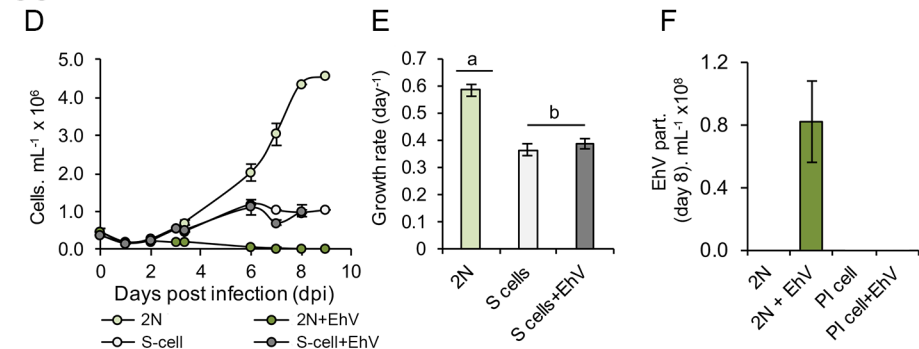 D
Cells. mL-1 x 10⁶
5.0
4.0
3.0
2.0
1.0
0.0
0 2 4 6 8 10
Days post infection (dpi)
2N
2N+EhV
S-cell
S-cell+EhV
E
Growth rate (day-1)
0.7
0.6
0.5
0.4
0.3
0.2
0.1
0
a
b
2N
S cells
S cells+EhV
F
EhV part.
(day 8). mL-1 x10⁸
1.2
0.8
0.4
0.0
2N
2N + EhV
PI cell
PI cell+EhV